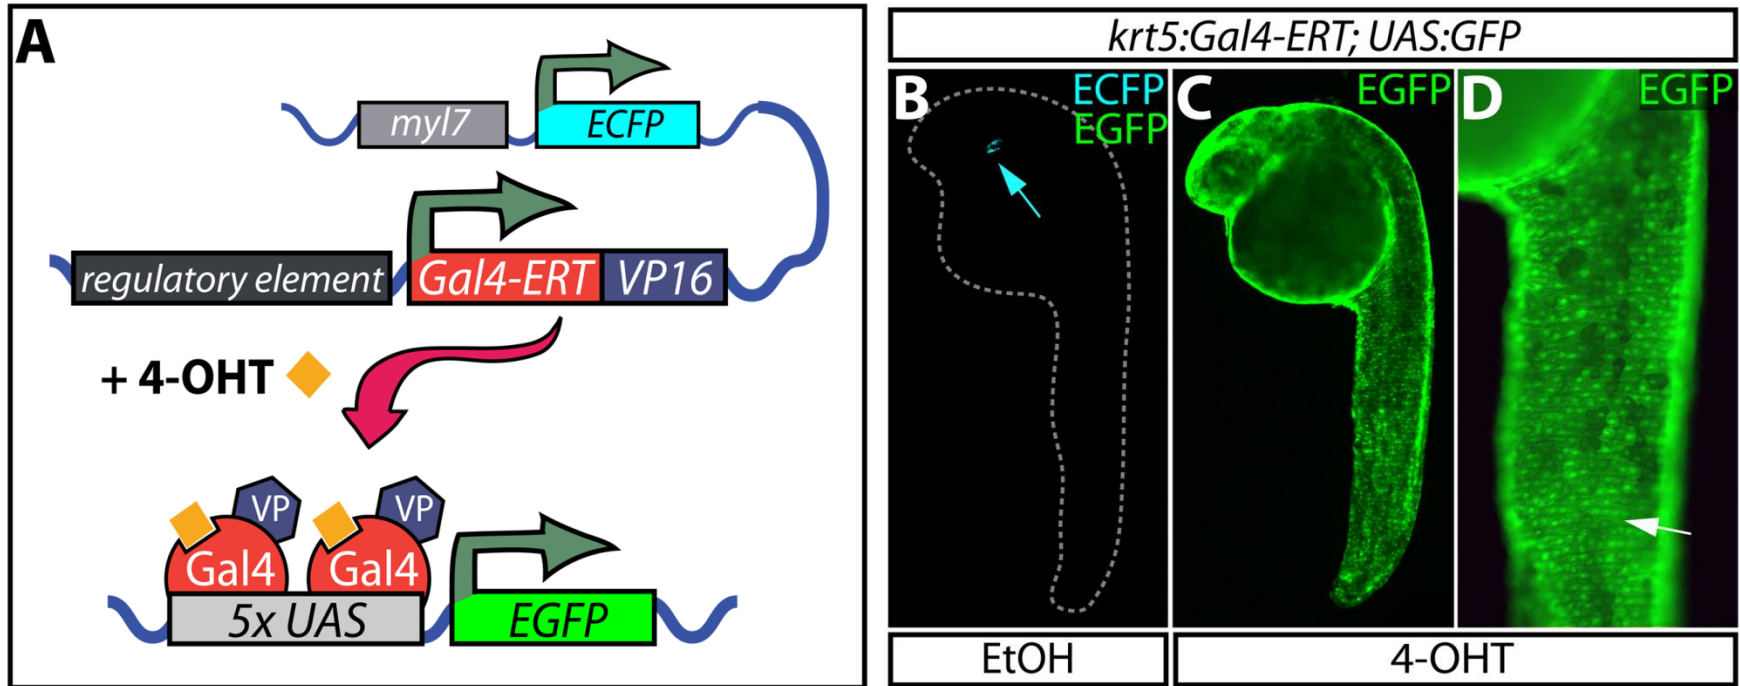 A
myl7
ECFP
regulatory element
Gal4-ERT
VP16
+ 4-OHT
VP
VP
Gal4
Gal4
5x UAS
EGFP
krt5:Gal4-ERT; UAS:GFP
B
ECFP
EGFP
C
EGFP
D
EGFP
EtOH
4-OHT